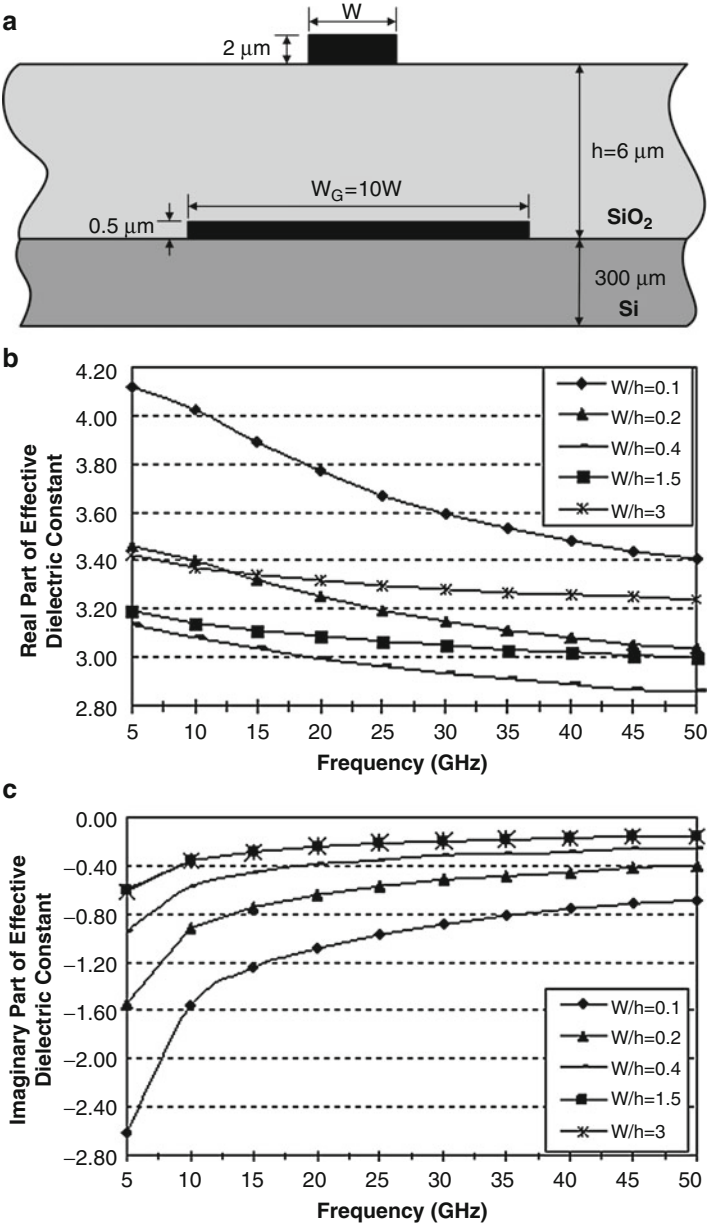 a
W
2 μm
h=6 μm
W_G=10W
0.5 μm
SiO₂
300 μm
Si
b
4.20
4.00
3.80
3.60
3.40
3.20
3.00
2.80
Real Part of Effective
Dielectric Constant
W/h=0.1
W/h=0.2
W/h=0.4
W/h=1.5
W/h=3
5 10 15 20 25 30 35 40 45 50
Frequency (GHz)
c
0.00
−0.40
−0.80
−1.20
−1.60
−2.00
−2.40
−2.80
Imaginary Part of Effective
Dielectric Constant
W/h=0.1
W/h=0.2
W/h=0.4
W/h=1.5
W/h=3
5 10 15 20 25 30 35 40 45 50
Frequency (GHz)